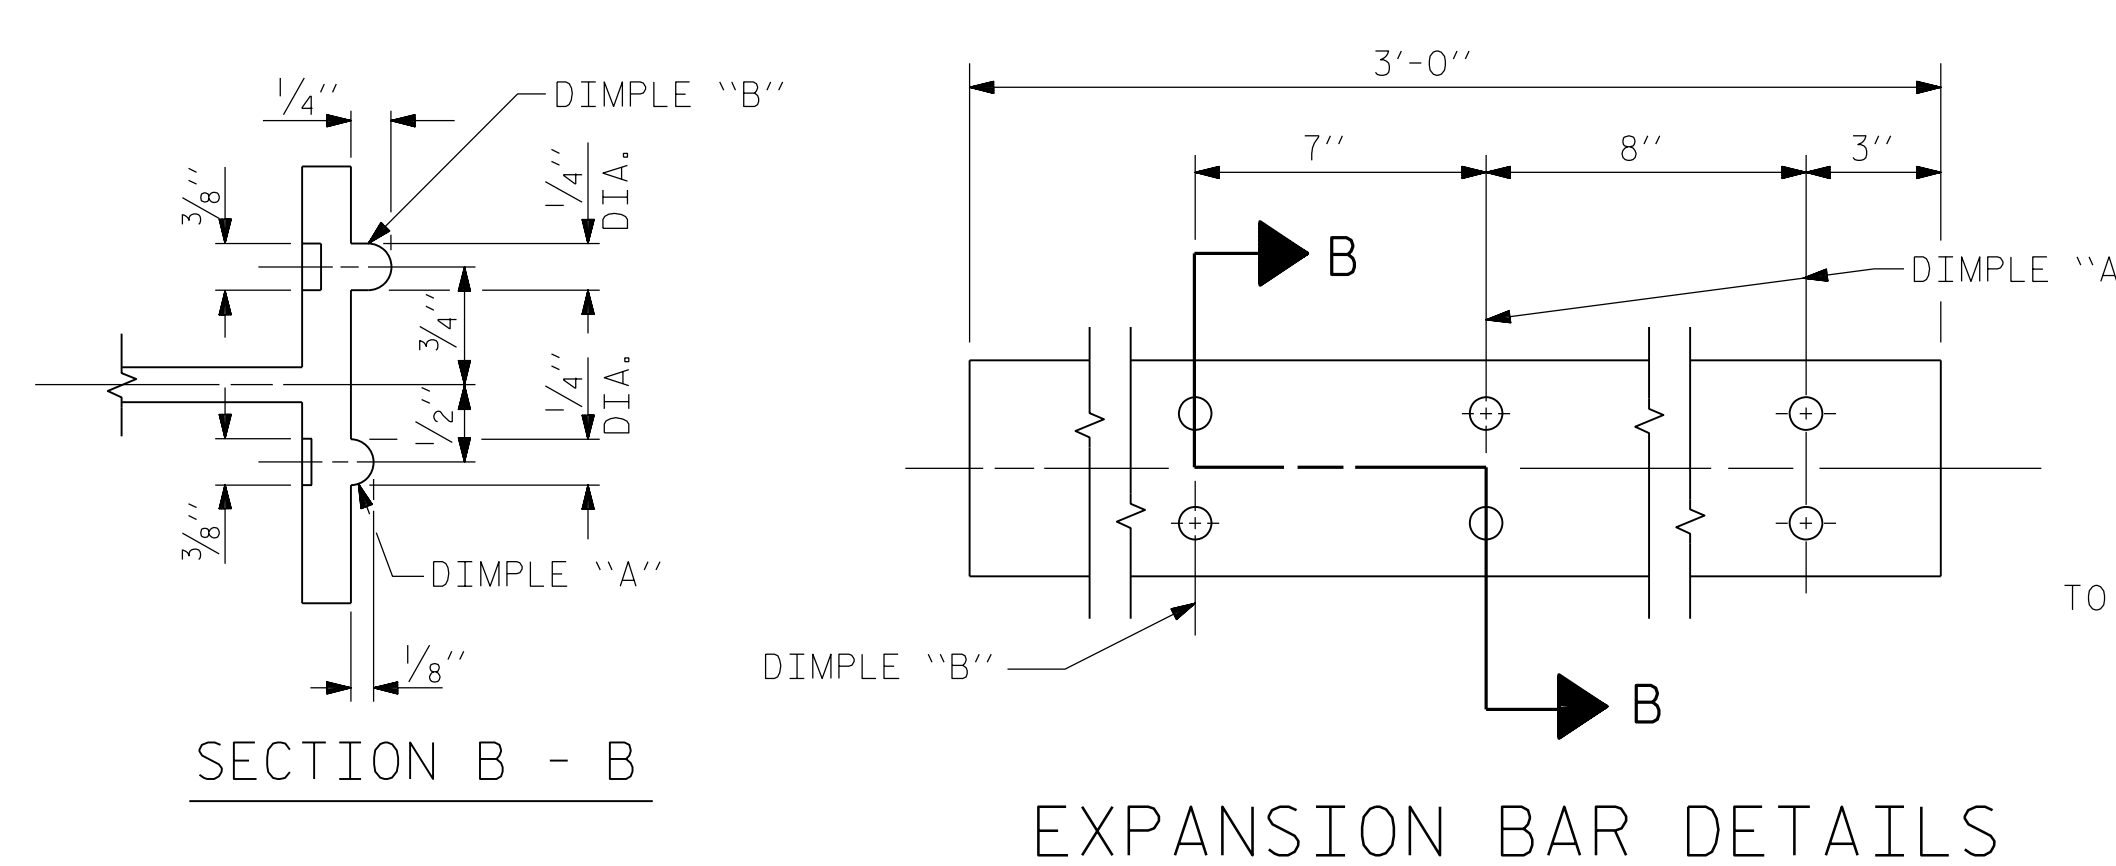 1/4"
DIMPLE "B"
3/8"
1/4"
DIA.
3/4"
1/2"
1/4"
DIA.
3/8"
DIMPLE "A"
1/8"
SECTION B - B
3'-0"
7"
8"
3"
B
DIMPLE "A
DIMPLE "B"
B
TO
EXPANSION BAR DETAILS